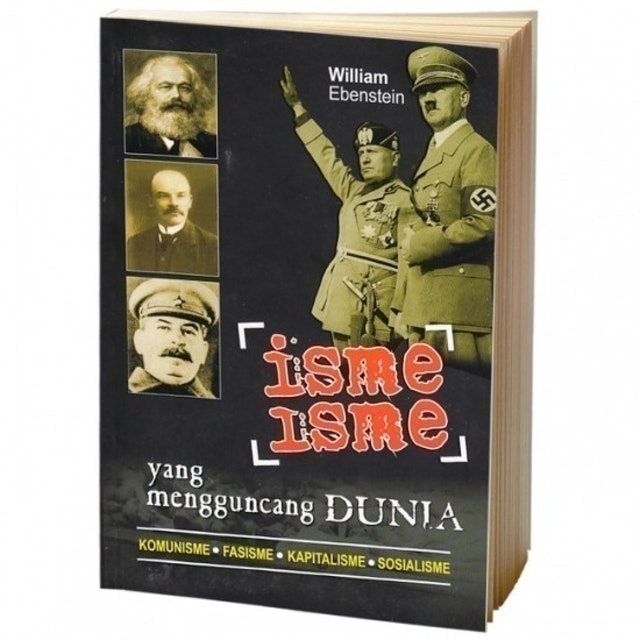 William
Ebenstein
isme
isme
yang
mengguncang DUNIA
KOMUNISME • FASISME • KAPITALISME • SOSIALISME